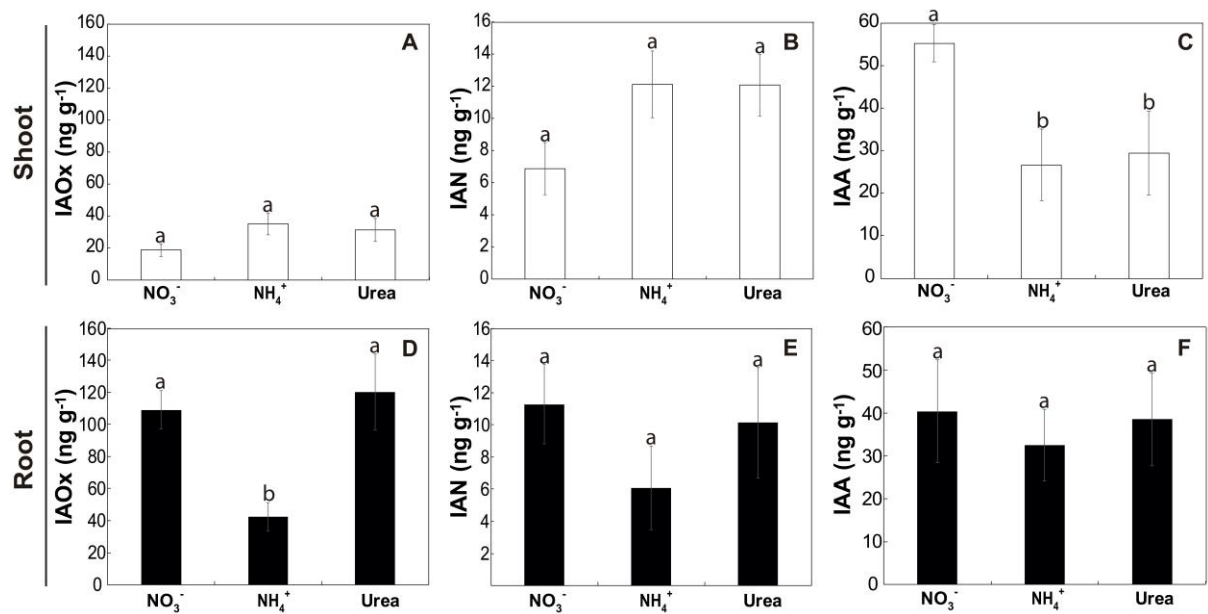 Shoot
IAOx (ng g⁻¹)
160
140
120
100
80
60
40
20
0
A
a
a
a
NO₃⁻
NH₄⁺
Urea
IAN (ng g⁻¹)
16
14
12
10
8
6
4
2
0
B
a
a
a
NO₃⁻
NH₄⁺
Urea
IAA (ng g⁻¹)
60
50
40
30
20
10
0
C
a
b
b
NO₃⁻
NH₄⁺
Urea
Root
IAOx (ng g⁻¹)
160
140
120
100
80
60
40
20
0
D
a
b
a
NO₃⁻
NH₄⁺
Urea
IAN (ng g⁻¹)
16
14
12
10
8
6
4
2
E
a
a
a
NO₃⁻
NH₄⁺
Urea
IAA (ng g⁻¹)
60
50
40
30
20
10
0
F
a
a
a
NO₃⁻
NH₄⁺
Urea